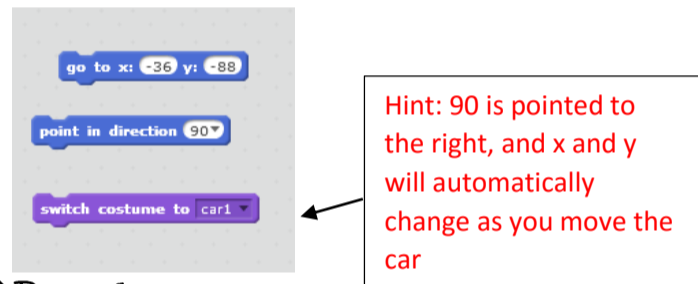 go to x: -36 y: -88
point in direction 90
switch costume to car1
Hint: 90 is pointed to
the right, and x and y
will automatically
change as you move the
car